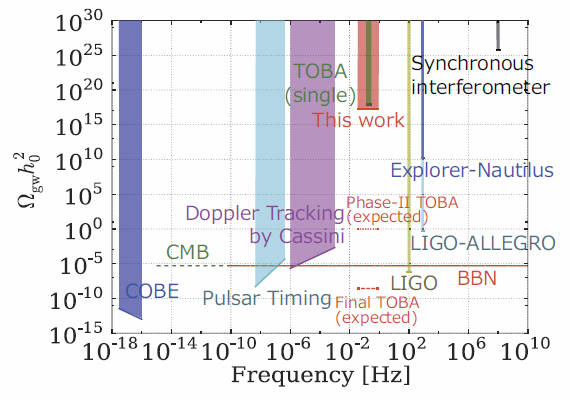 10^30
10^25
10^20
10^15
10^10
10^5
10^0
10^-5
10^-10
10^-15
Ω_gw h_0^2
TOBA
(single)
This work
Synchronous
interferometer
Explorer-Nautilus
Phase-II TOBA
(expected)
Doppler Tracking
by Cassini
LIGO-ALLEGRO
CMB
COBE
Pulsar Timing
LIGO
BBN
Final TOBA
(expected)
10^-18 10^-14 10^-10 10^-6 10^-2 10^2 10^6 10^10
Frequency [Hz]